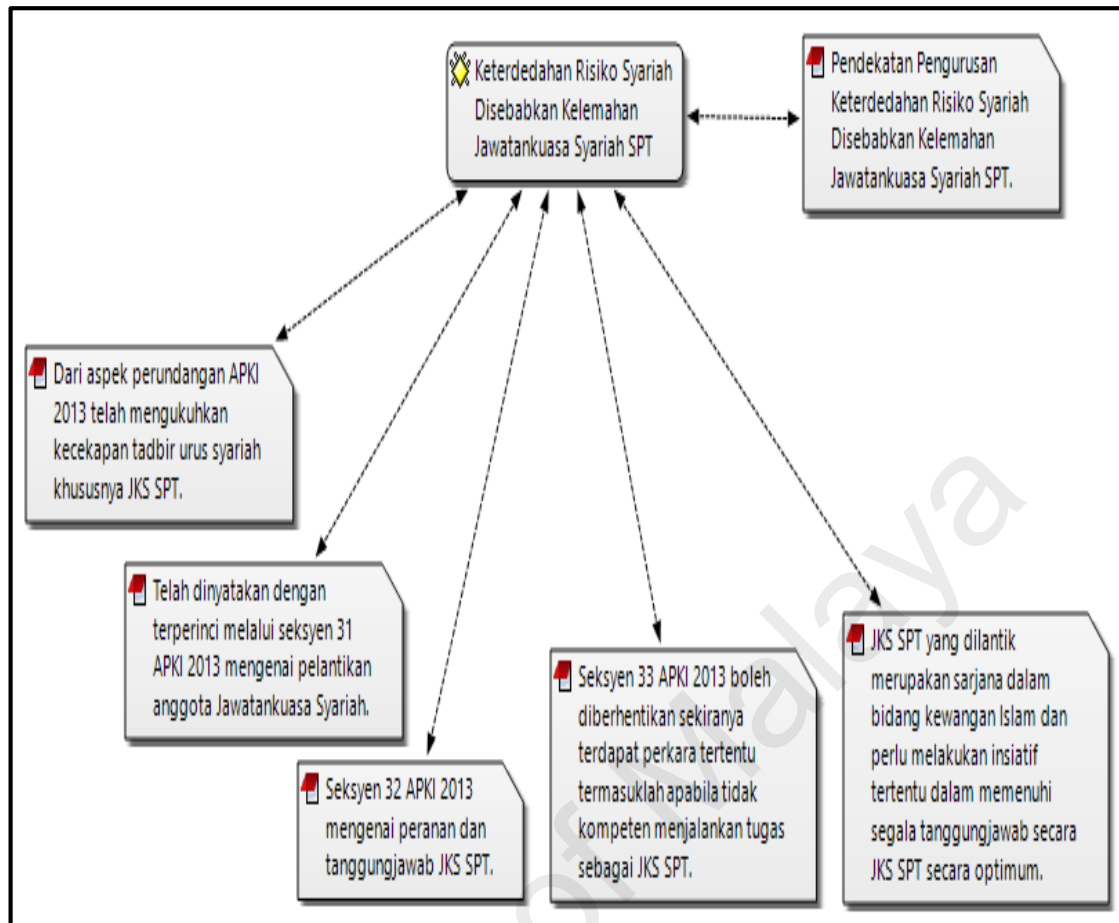 Keterdedahan Risiko Syariah
Disebabkan Kelemahan
Jawatankuasa Syariah SPT
Pendekatan Pengurusan
Keterdedahan Risiko Syariah
Disebabkan Kelemahan
Jawatankuasa Syariah SPT.
Dari aspek perundangan APKI
2013 telah mengukuhkan
kecekapan tadbir urus syariah
khususnya JKS SPT.
Telah dinyatakan dengan
terperinci melalui seksyen 31
APKI 2013 mengenai pelantikan
anggota Jawatankuasa Syariah.
Seksyen 32 APKI 2013
mengenai peranan dan
tanggungjawab JKS SPT.
Seksyen 33 APKI 2013 boleh
diberhentikan sekiranya
terdapat perkara tertentu
termasuklah apabila tidak
kompeten menjalankan tugas
sebagai JKS SPT.
JKS SPT yang dilantik
merupakan sarjana dalam
bidang kewangan Islam dan
perlu melakukan insiatif
tertentu dalam memenuhi
segala tanggungjawab secara
JKS SPT secara optimum.
of Malaya